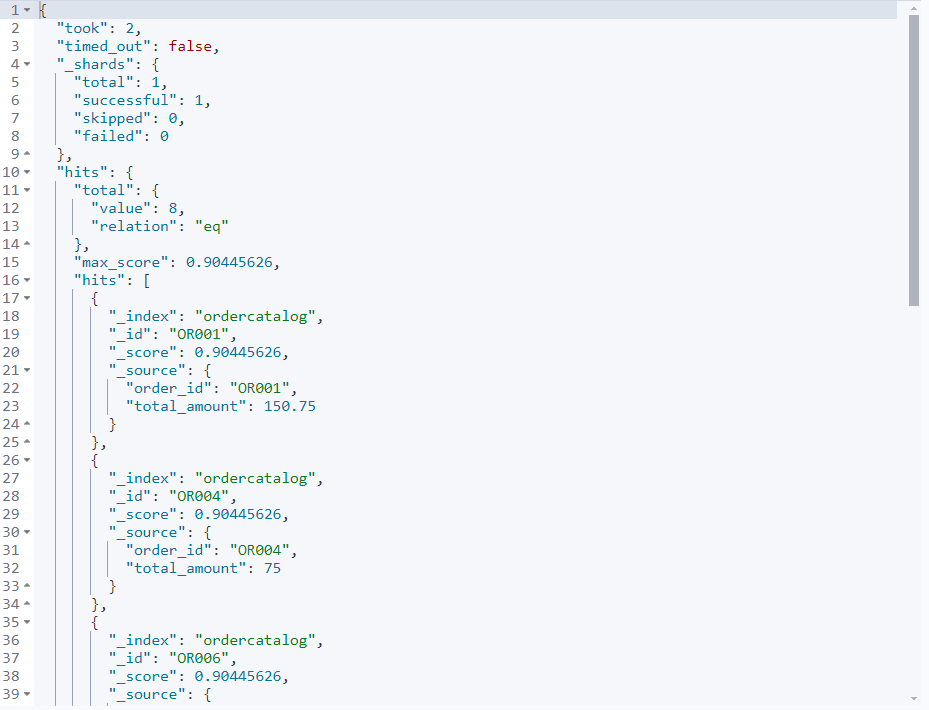 1 {
2   "took": 2,
3   "timed_out": false,
4   "_shards": {
5     "total": 1,
6     "successful": 1,
7     "skipped": 0,
8     "failed": 0
9   },
10   "hits": {
11     "total": {
12       "value": 8,
13       "relation": "eq"
14     },
15     "max_score": 0.90445626,
16     "hits": [
17       {
18         "_index": "ordercatalog",
19         "_id": "OR001",
20         "_score": 0.90445626,
21         "_source": {
22           "order_id": "OR001",
23           "total_amount": 150.75
24         }
25       },
26       {
27         "_index": "ordercatalog",
28         "_id": "OR004",
29         "_score": 0.90445626,
30         "_source": {
31           "order_id": "OR004",
32           "total_amount": 75
33         }
34       },
35       {
36         "_index": "ordercatalog",
37         "_id": "OR006",
38         "_score": 0.90445626,
39         "_source": {